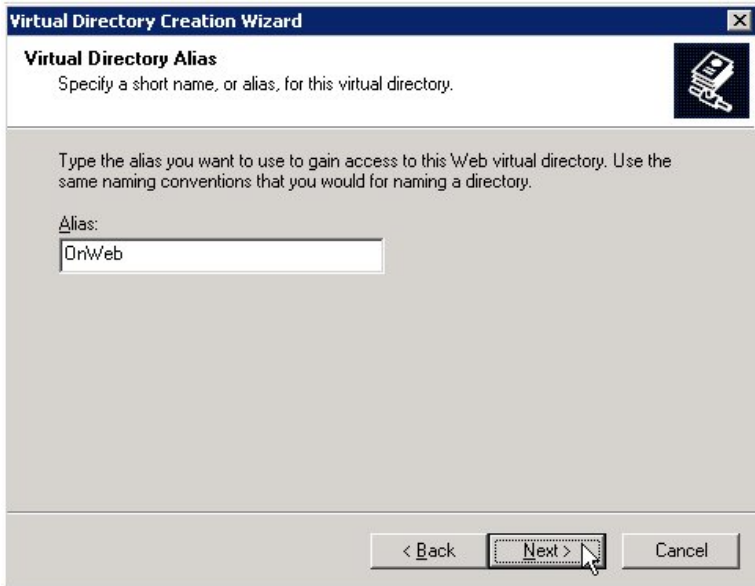 Virtual Directory Creation Wizard
Virtual Directory Alias
Specify a short name, or alias, for this virtual directory.
Type the alias you want to use to gain access to this Web virtual directory. Use the
same naming conventions that you would for naming a directory.
Alias:
OnWeb
< Back Next > Cancel